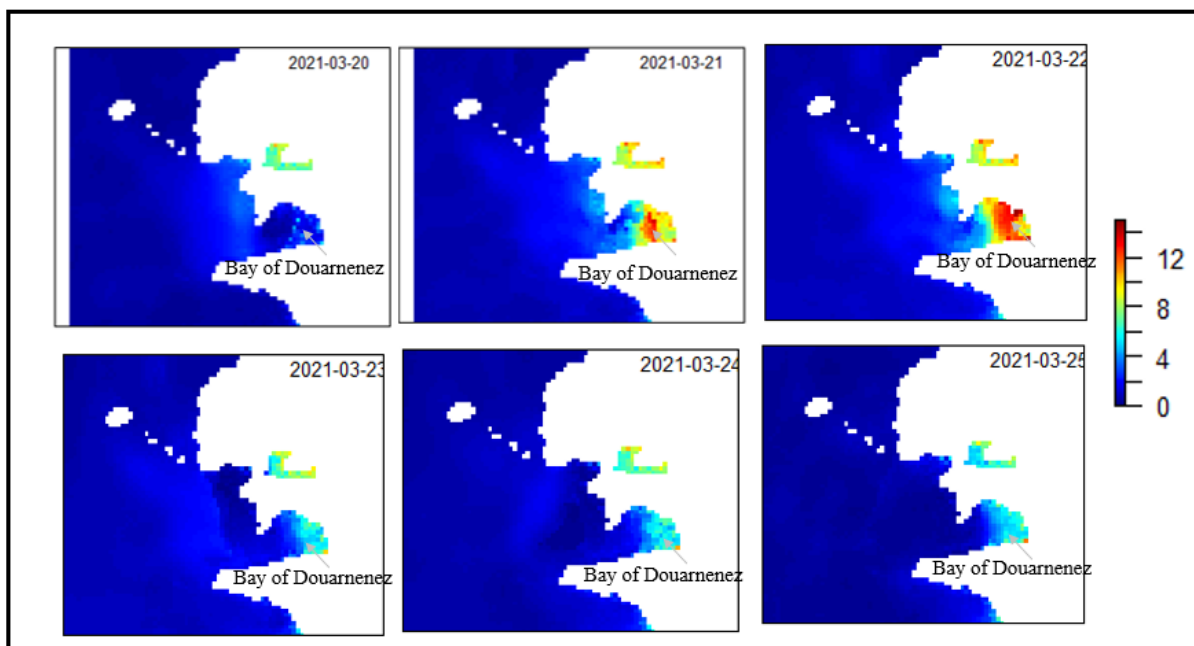 2021-03-20
2021-03-21
2021-03-22
Bay of Douarnenez
Bay of Douarnenez
Bay of Douarnenez
2021-03-23
2021-03-24
2021-03-25
Bay of Douarnenez
Bay of Douarnenez
Bay of Douarnenez
12
8
4
0